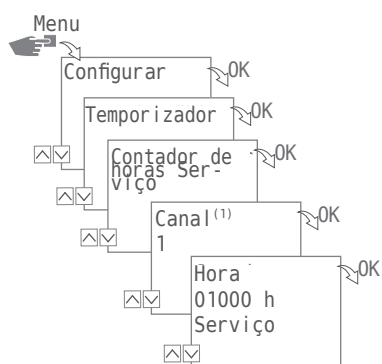 Menu
Configurar
OK
Temporizador
OK
Contador de
horas Ser-
viço
OK
Canal(1)
1
OK
Hora
01000 h
Serviço
OK